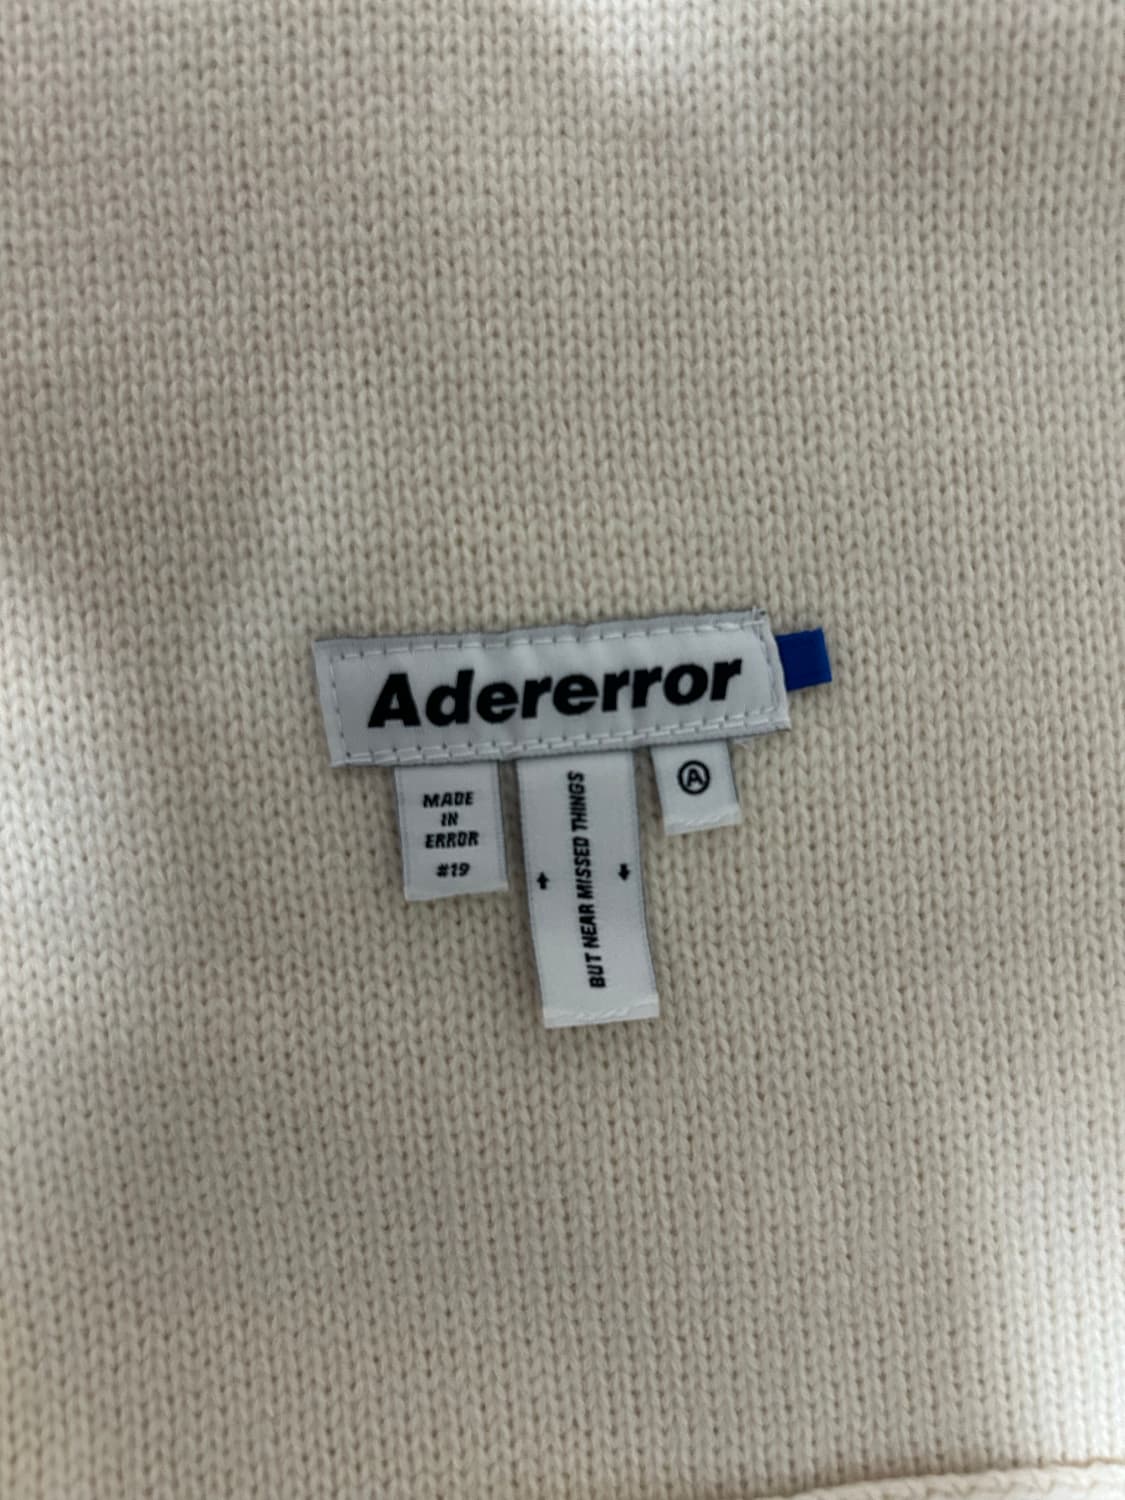 Adererror
MADE
IN
ERROR
#19
BUT NEAR MISSED THINGS
A